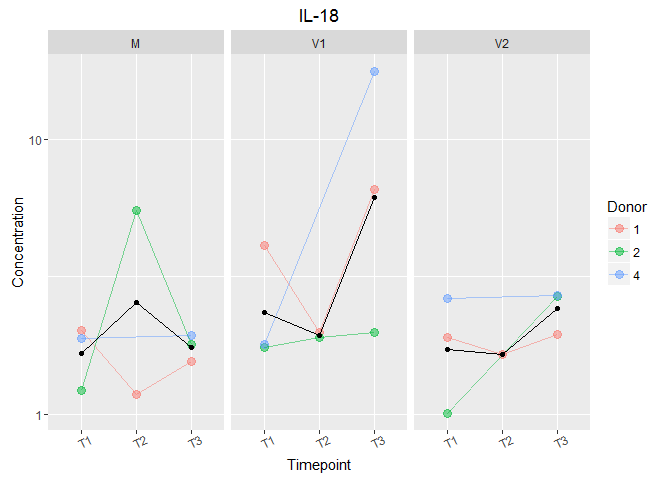 IL-18
M V1 V2
10
1
Concentration
T1 T2 T3 T1 T2 T3 T1 T2 T3
Timepoint
Donor
1
2
4